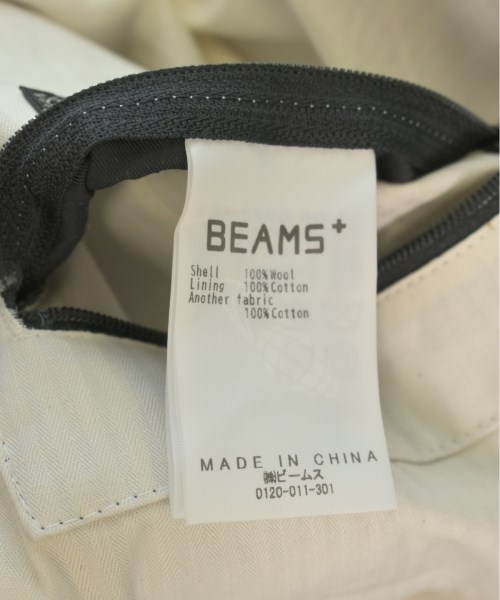 BEAMS+
Shell 100%Wool
Lining 100%Cotton
Another fabric
100%Cotton
MADE IN CHINA
㈱ビームス
0120-011-301